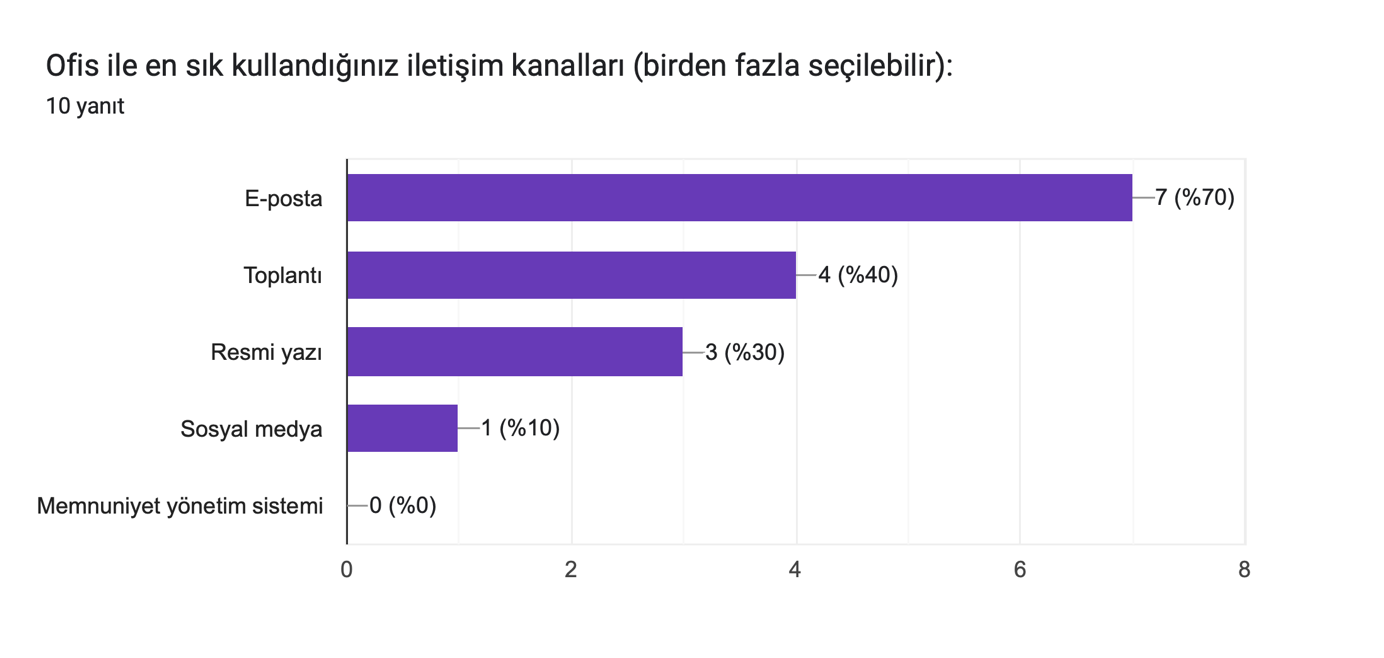 Ofis ile en sık kullandığınız iletişim kanalları (birden fazla seçilebilir):
10 yanıt
E-posta 7 (%70)
Toplantı 4 (%40)
Resmi yazı 3 (%30)
Sosyal medya 1 (%10)
Memnuniyet yönetim sistemi 0 (%0)
0 2 4 6 8